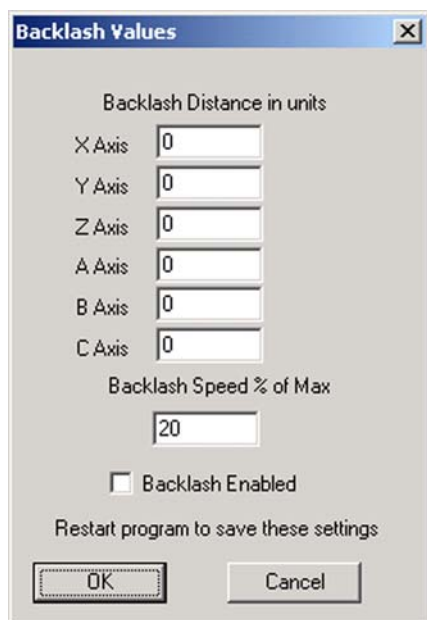 Backlash Values
Backlash Distance in units
X Axis 0
Y Axis 0
Z Axis 0
A Axis 0
B Axis 0
C Axis 0
Backlash Speed % of Max
20
Backlash Enabled
Restart program to save these settings
OK Cancel